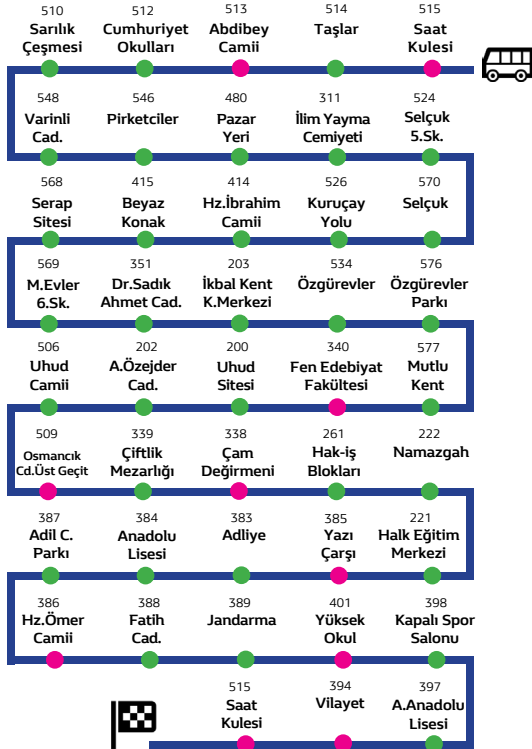 510 512 513 514 515
Sarılık Cumhuriyet Abdibey Taşlar Saat
Çeşmesi Okulları Camii Kulesi
548 546 480 311 524
Varinli Pirketciler Pazar İlim Yayma Selçuk
Cad. Yeri Cemiyeti 5.Sk.
568 415 414 526 570
Serap Beyaz Hz.İbrahim Kuruçay Selçuk
Sitesi Konak Camii Yolu
569 351 203 534 576
M.Evler Dr.Sadık İkbal Kent Özgürevler Özgürevler
6.Sk. Ahmet Cad. K.Merkezi Parkı
506 202 200 340 577
Uhud A.Özejder Uhud Fen Edebiyat Mutlu
Camii Cad. Sitesi Fakültesi Kent
509 339 338 261 222
Osmancık Çiftlik Çam Hak-iş Namazgah
Cd.Üst Geçit Mezarlığı Değirmeni Blokları
387 384 383 385 221
Adil C. Anadolu Adliye Yazı Halk Eğitim
Parkı Lisesi Çarşı Merkezi
386 388 389 401 398
Hz.Ömer Fatih Jandarma Yüksek Kapalı Spor
Camii Cad. Okul Salonu
515 394 397
Saat Vilayet A.Anadolu
Kulesi Lisesi